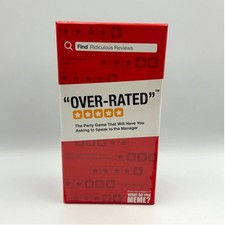 Find Ridiculous Reviews
"OVER-RATED"™
The Party Game That Will Have You
Asking to Speak to the Manager
WHAT DO YOU
MEME?